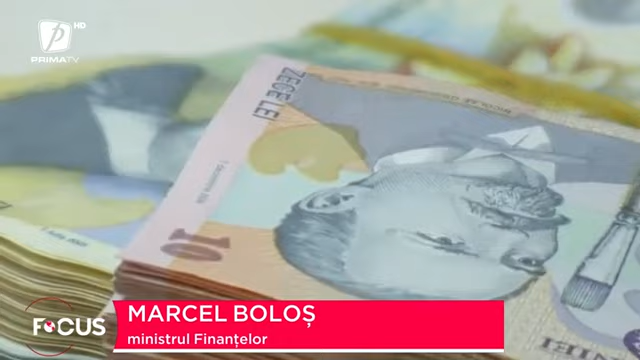 PRIMATV HD
ZECE LEI
10
FOCUS
MARCEL BOLOȘ
ministrul Finanțelor